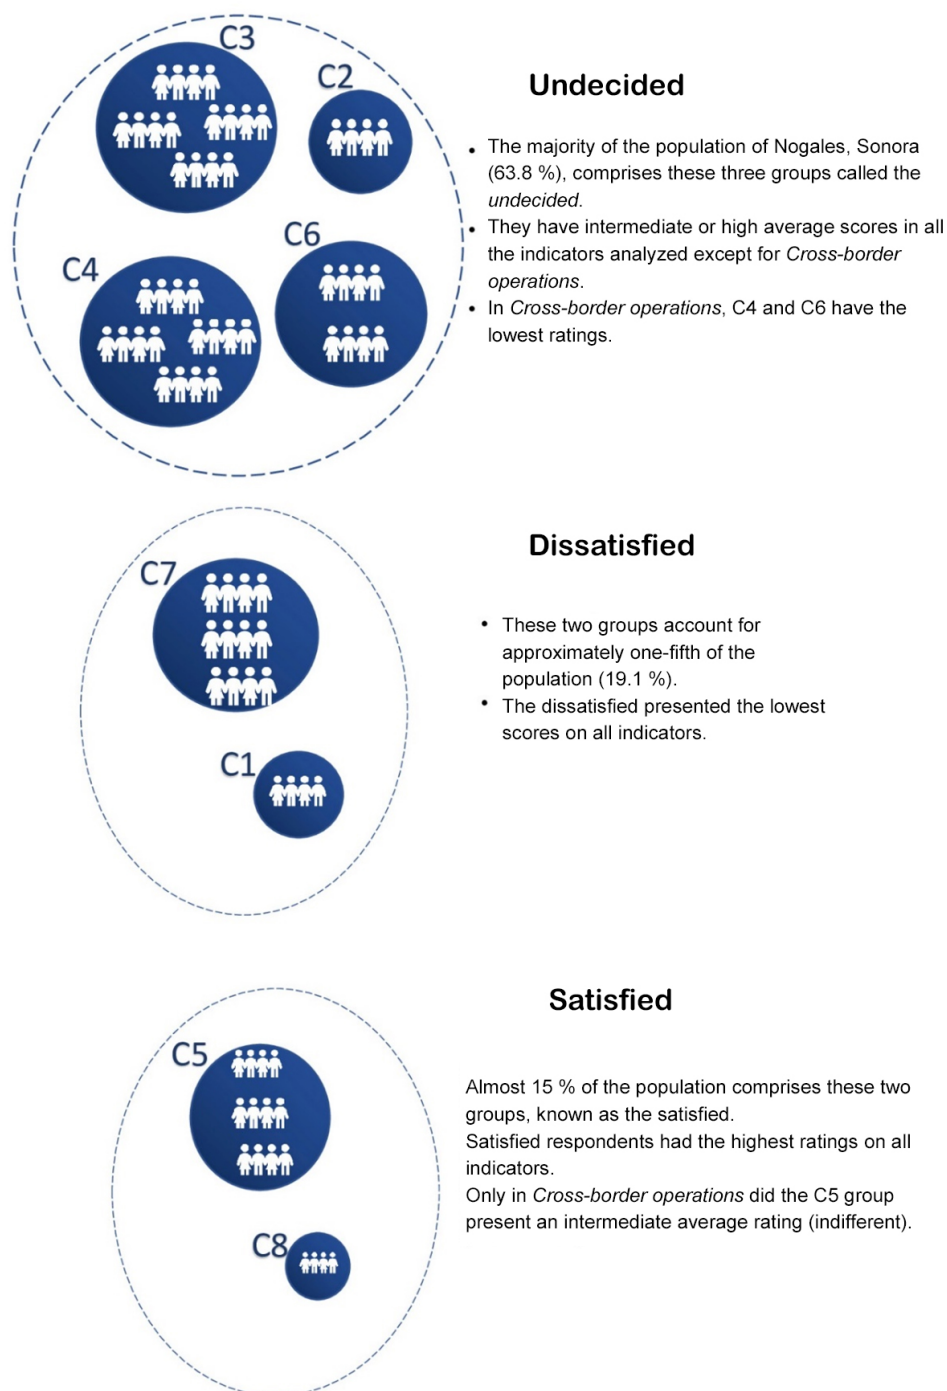 C3
C2
C4
C6
Undecided
• The majority of the population of Nogales, Sonora
(63.8 %), comprises these three groups called the
undecided.
• They have intermediate or high average scores in all
the indicators analyzed except for Cross-border
operations.
• In Cross-border operations, C4 and C6 have the
lowest ratings.
C7
C1
Dissatisfied
• These two groups account for
approximately one-fifth of the
population (19.1 %).
• The dissatisfied presented the lowest
scores on all indicators.
C5
C8
Satisfied
Almost 15 % of the population comprises these two
groups, known as the satisfied.
Satisfied respondents had the highest ratings on all
indicators.
Only in Cross-border operations did the C5 group
present an intermediate average rating (indifferent).